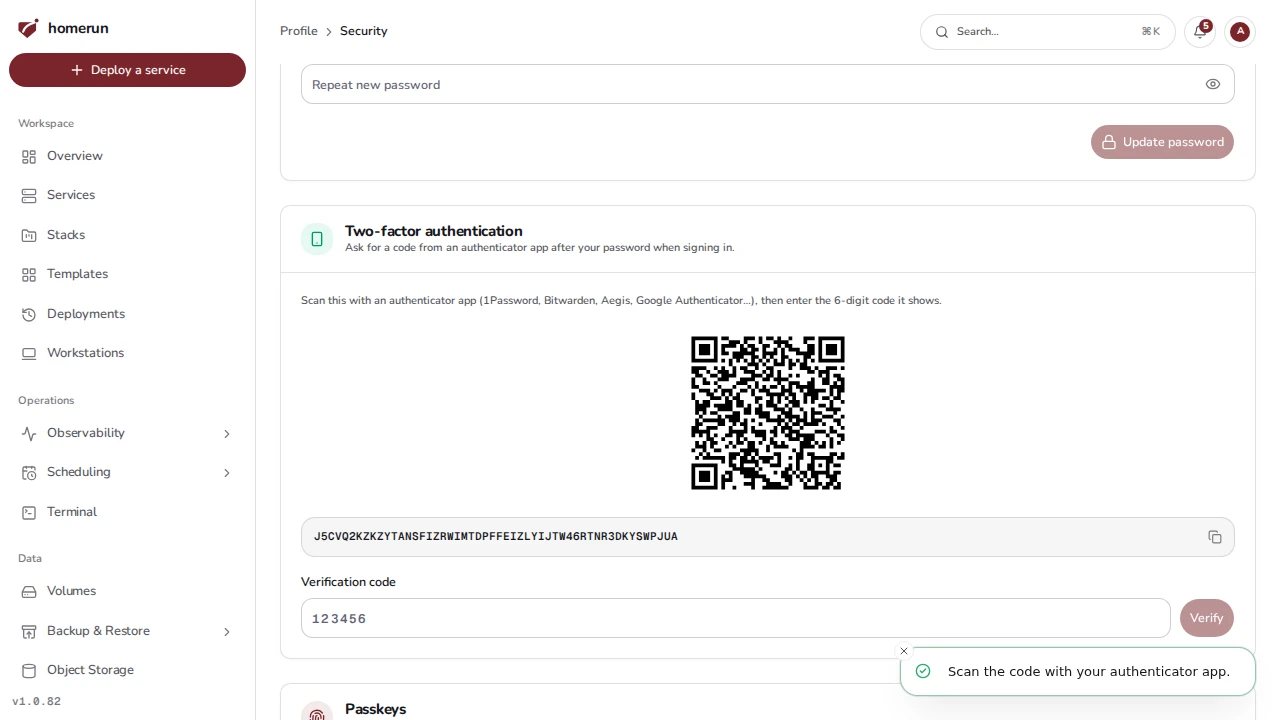 homerun
Deploy a service
Workspace
Overview
Services
Stacks
Templates
Deployments
Workstations
Operations
Observability
Scheduling
Terminal
Data
Volumes
Backup & Restore
Object Storage
v1.0.82
Profile > Security
Search...
⌘K
5
A
Repeat new password
Update password
Two-factor authentication
Ask for a code from an authenticator app after your password when signing in.
Scan this with an authenticator app (1Password, Bitwarden, Aegis, Google Authenticator...), then enter the 6-digit code it shows.
J5CVQ2KZKZYTANSFIZRWIMTDPFFEIZLYIJTW46RTNR3DKYSWPJUA
Verification code
123456
Verify
Scan the code with your authenticator app.
Passkeys